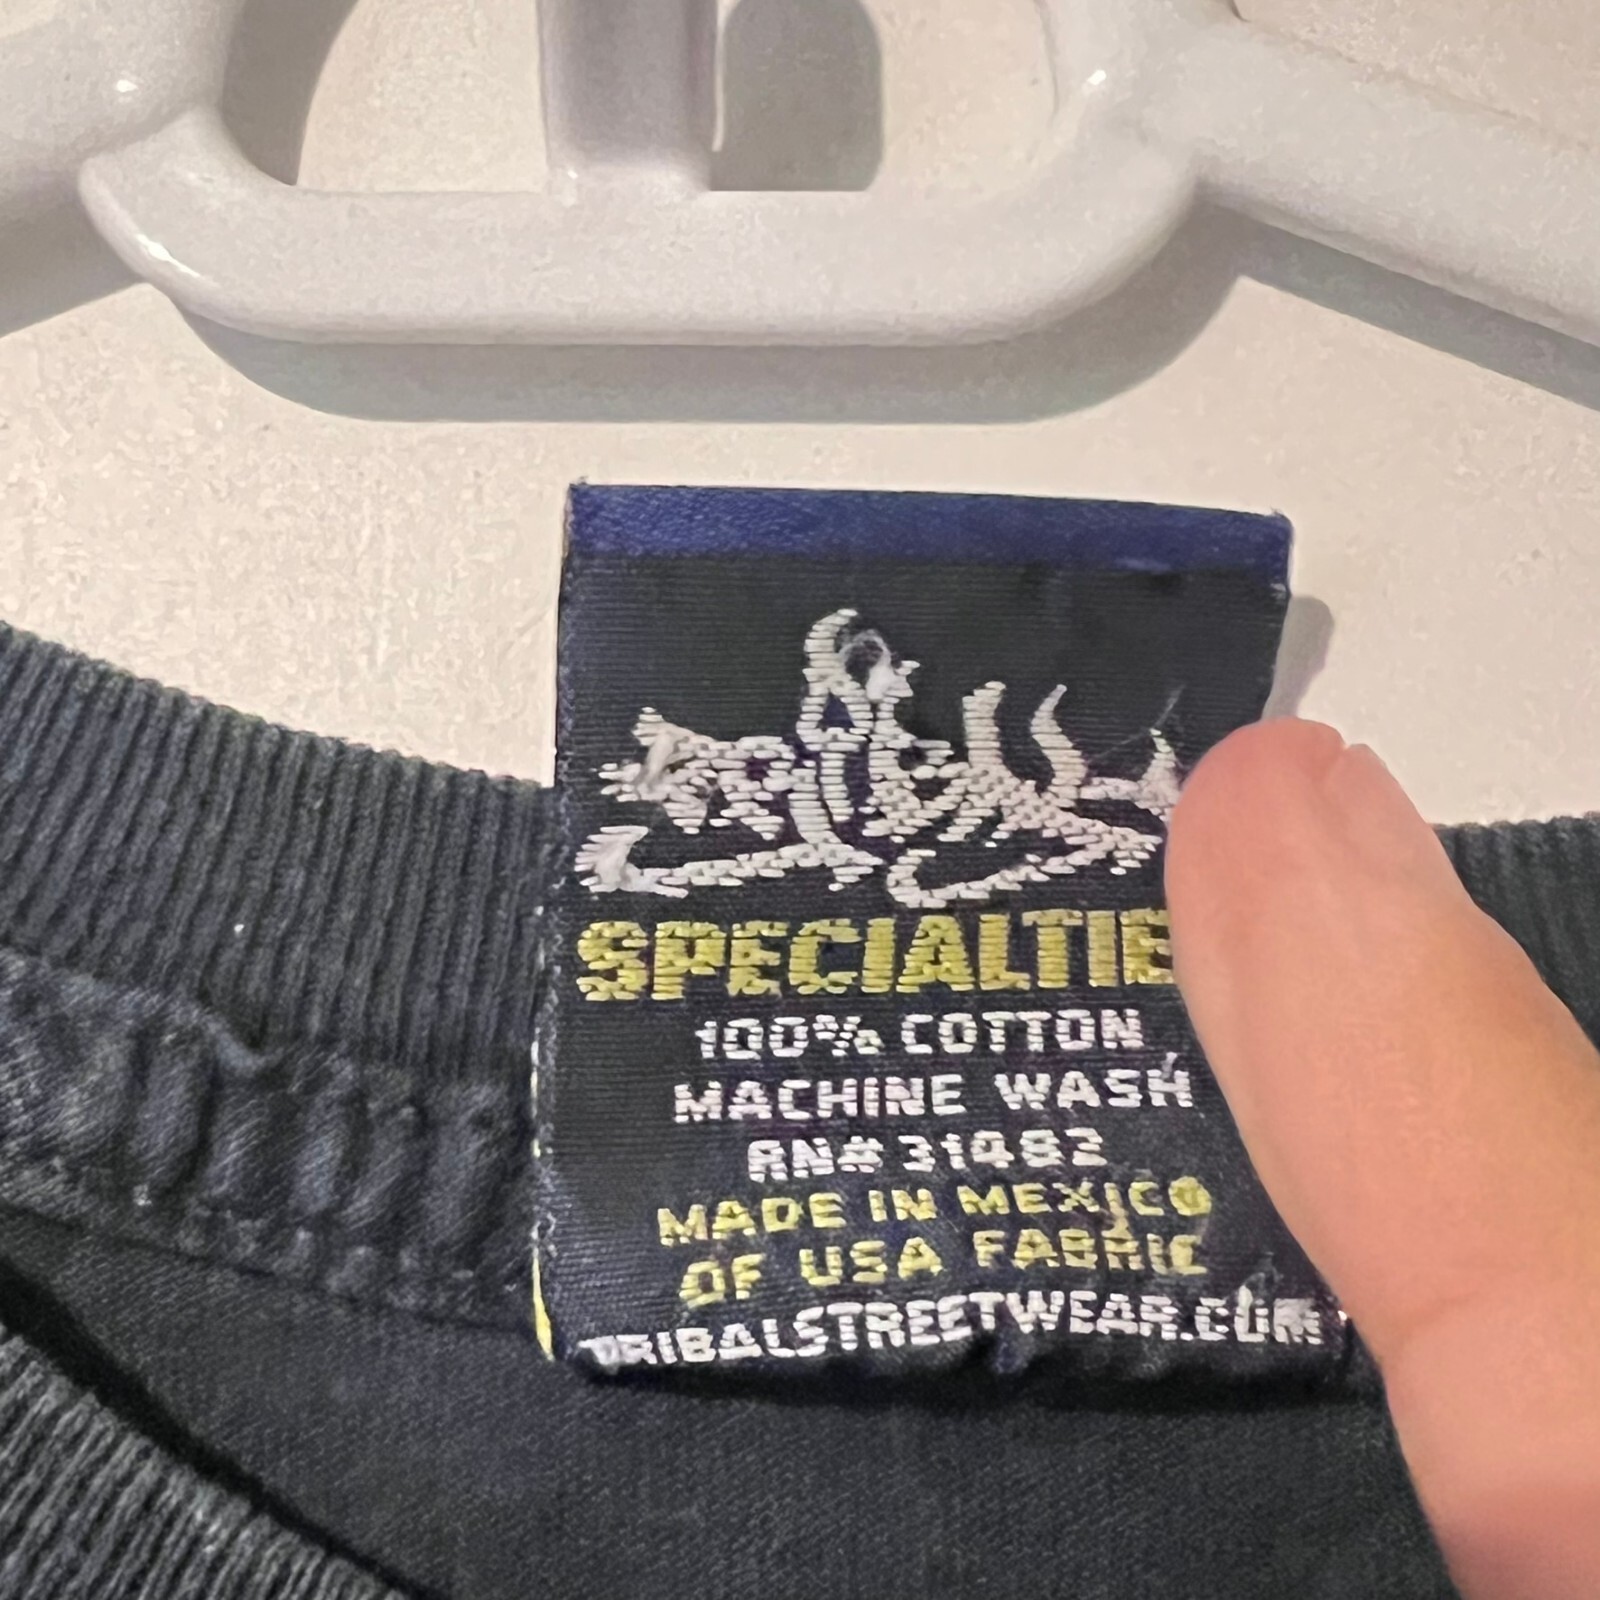 SPECIALTIE
100% COTTON
MACHINE WASH
RN# 31482
MADE IN MEXICO
OF USA FABRIC
TRIBALSTREETWEAR.COM